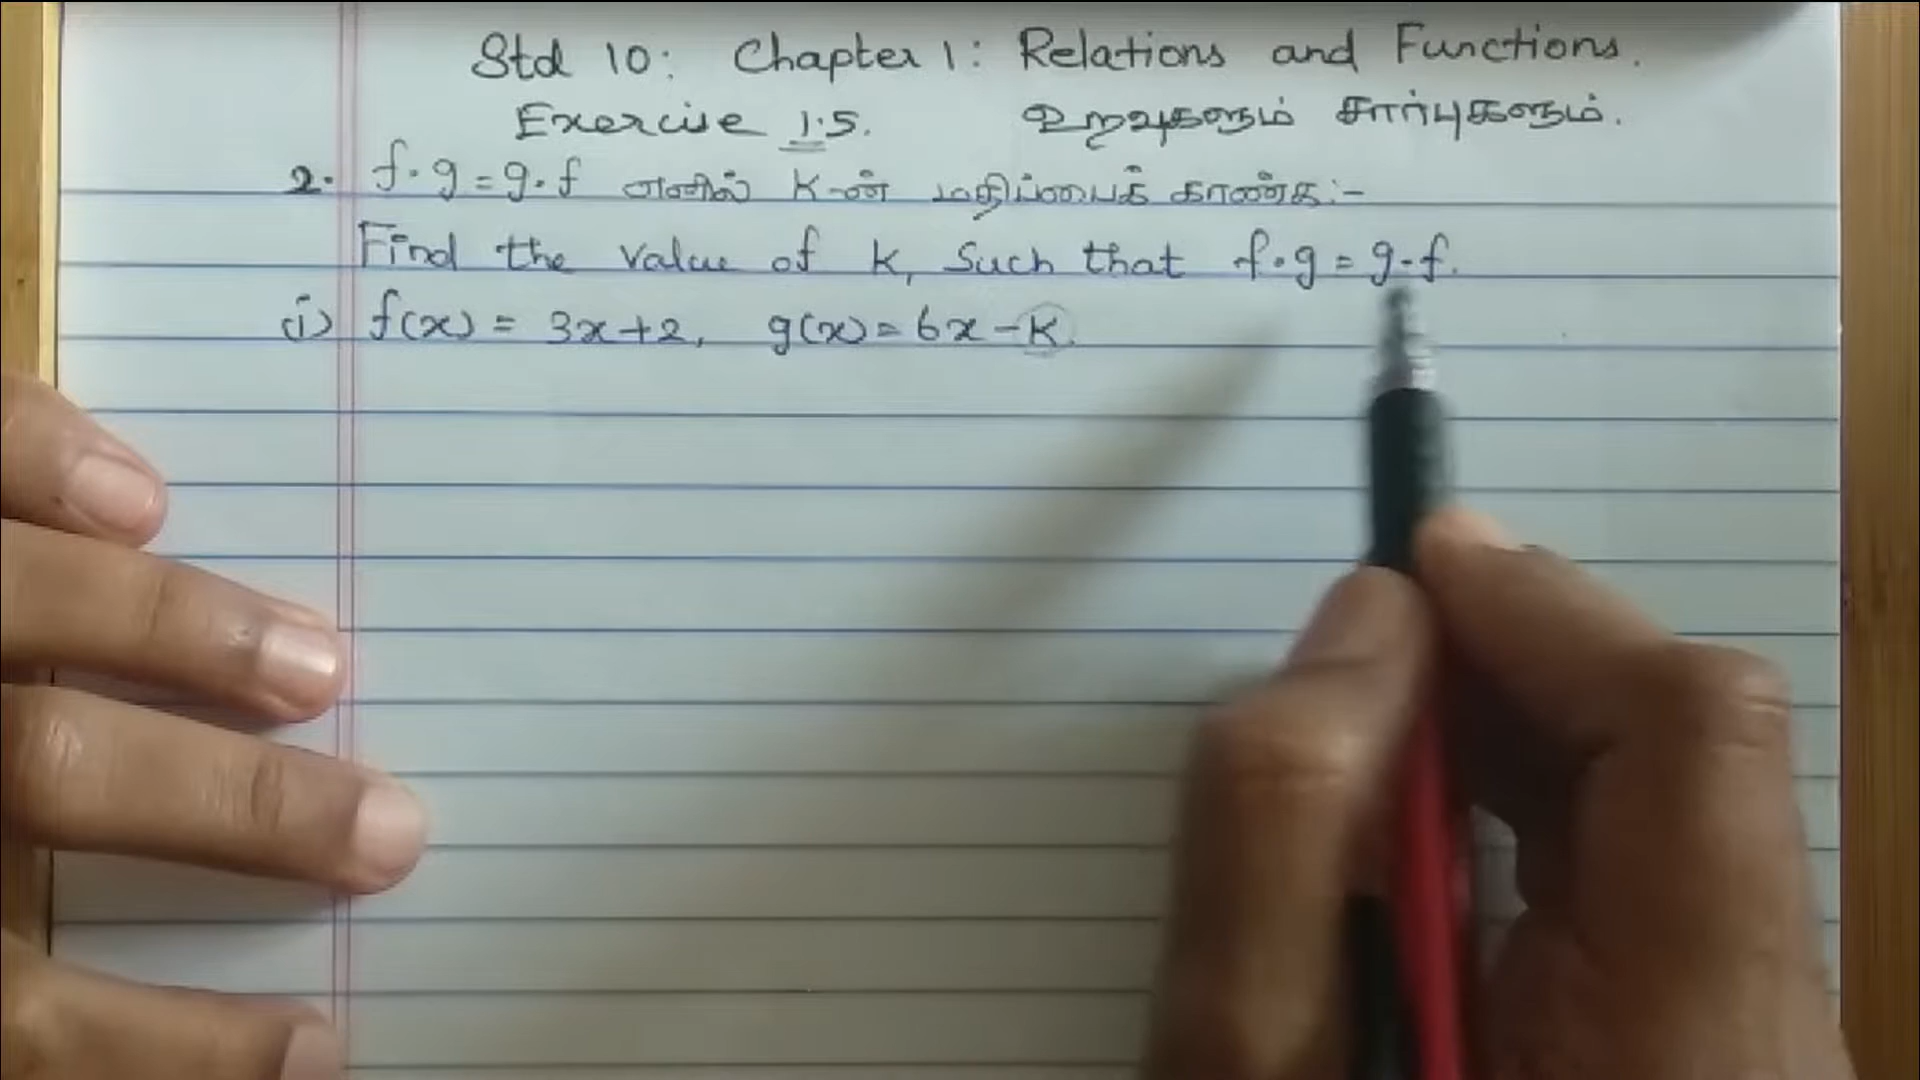 Std 10: Chapter 1: Relations and Functions.
Exercise 1.5. உறவுகளும் சார்புகளும்.
2. f∘g = g∘f எனில் K-ன் மதிப்பைக் காண்க:-
Find the value of k, Such that f∘g = g∘f.
(i) f(x) = 3x+2, g(x) = 6x-k.